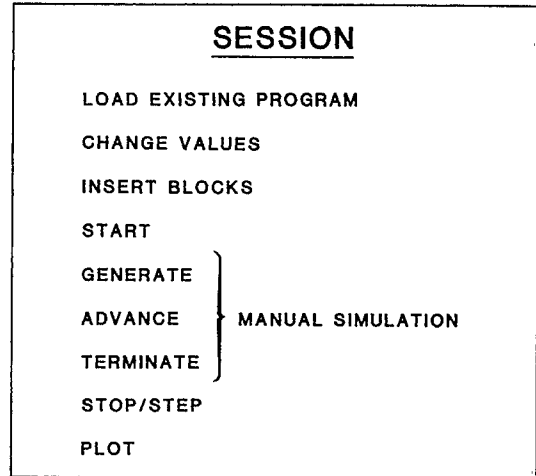 SESSION
LOAD EXISTING PROGRAM
CHANGE VALUES
INSERT BLOCKS
START
GENERATE
ADVANCE
TERMINATE
MANUAL SIMULATION
STOP/STEP
PLOT